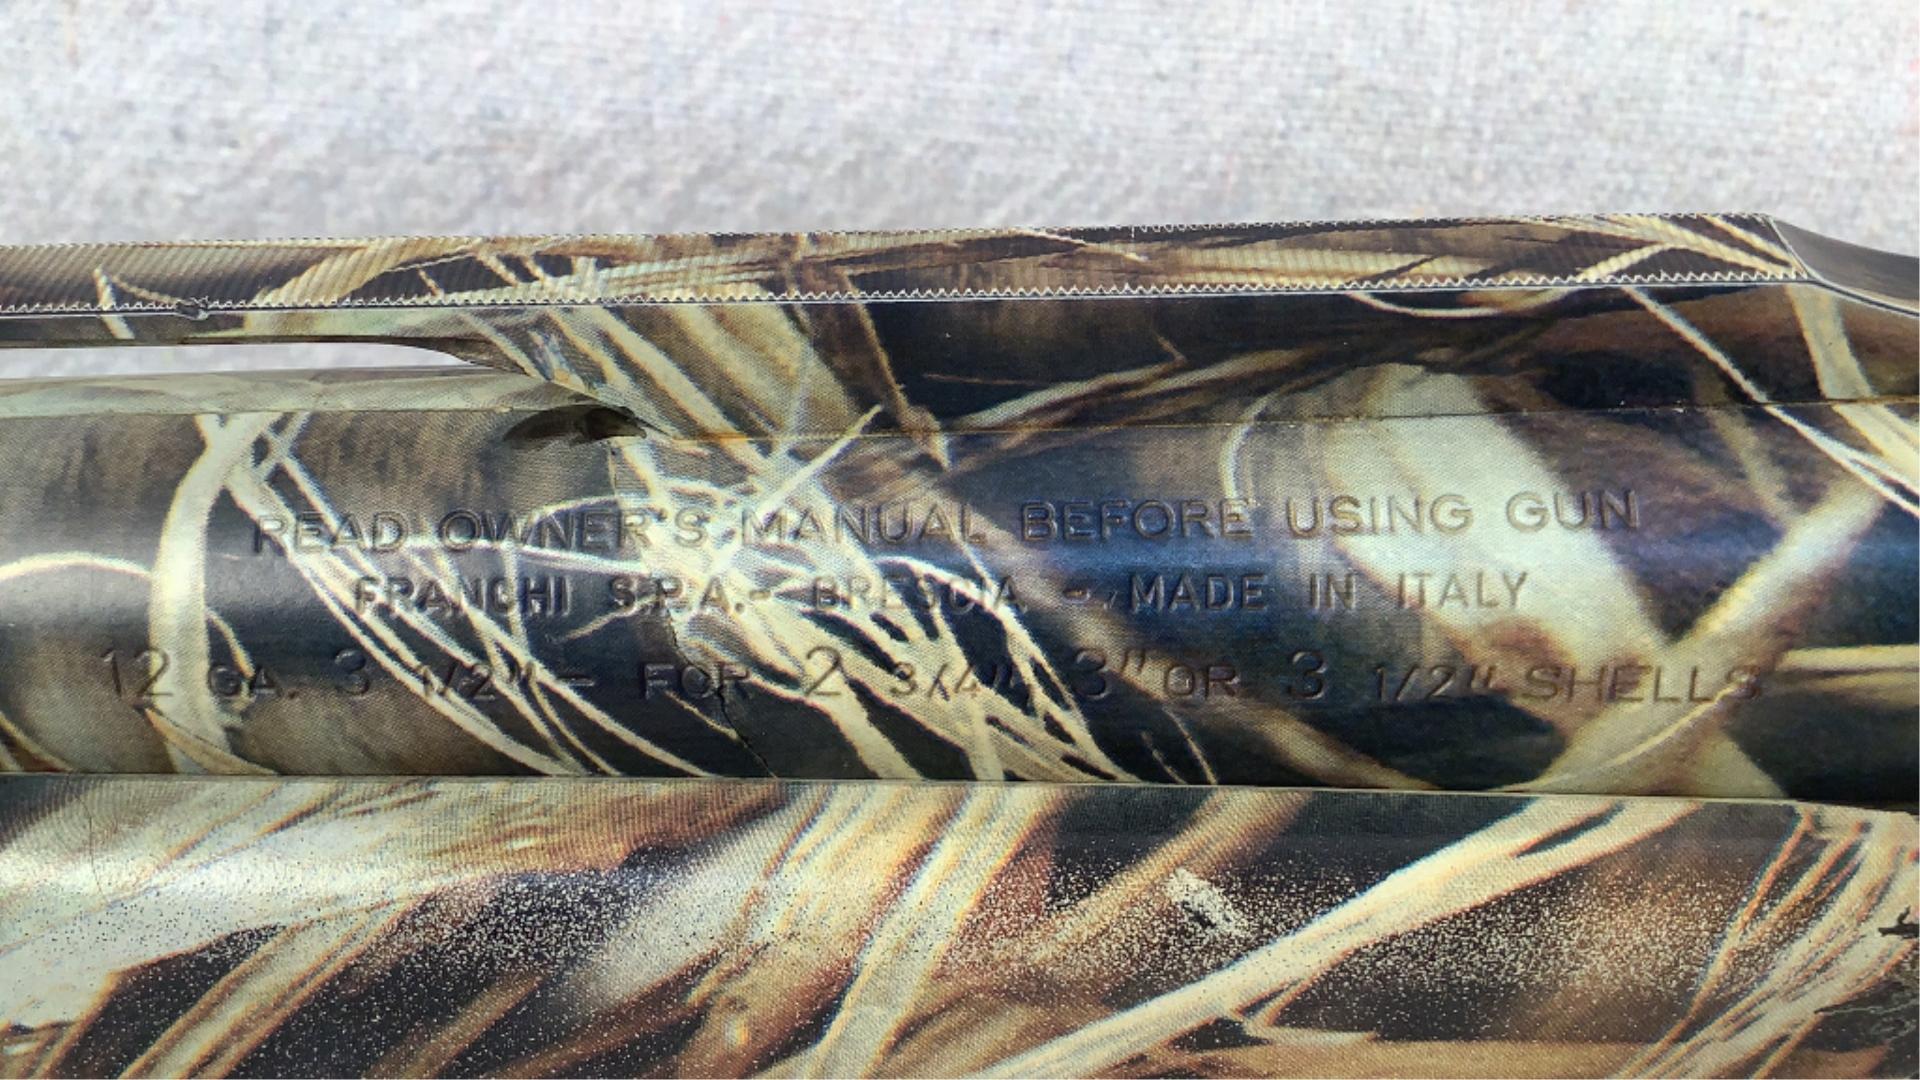 READ OWNER'S MANUAL BEFORE USING GUN
FRANCHI S.P.A.- BRESCIA - MADE IN ITALY
12 GA. 3 1/2" - FOR 2 3/4", 3" OR 3 1/2" SHELLS